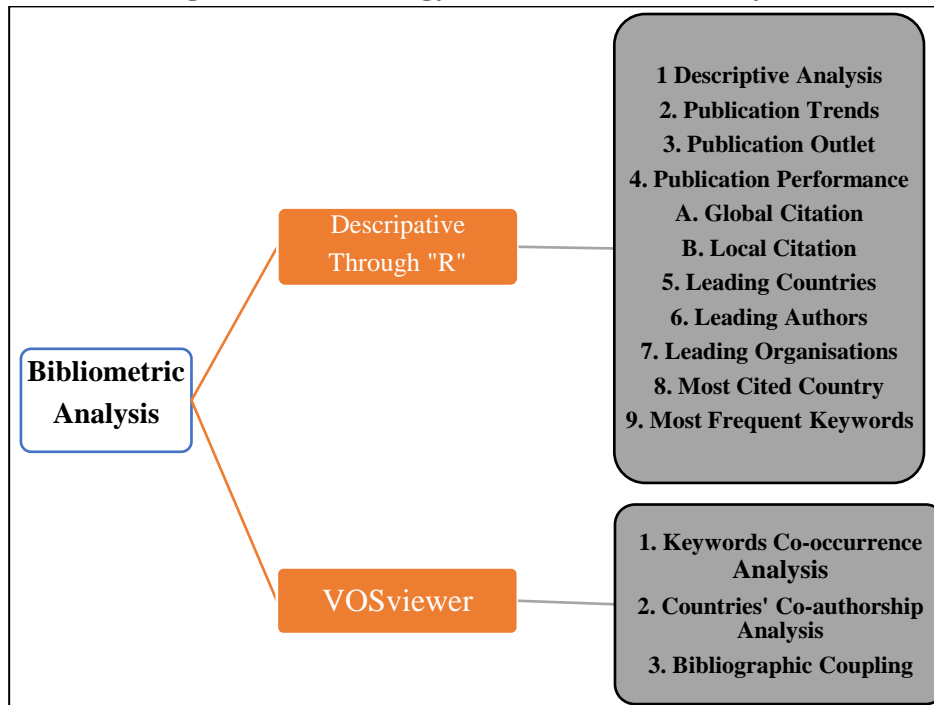 Bibliometric
Analysis
Descripative
Through "R"
VOSviewer
1 Descriptive Analysis
2. Publication Trends
3. Publication Outlet
4. Publication Performance
A. Global Citation
B. Local Citation
5. Leading Countries
6. Leading Authors
7. Leading Organisations
8. Most Cited Country
9. Most Frequent Keywords
1. Keywords Co-occurrence
Analysis
2. Countries' Co-authorship
Analysis
3. Bibliographic Coupling